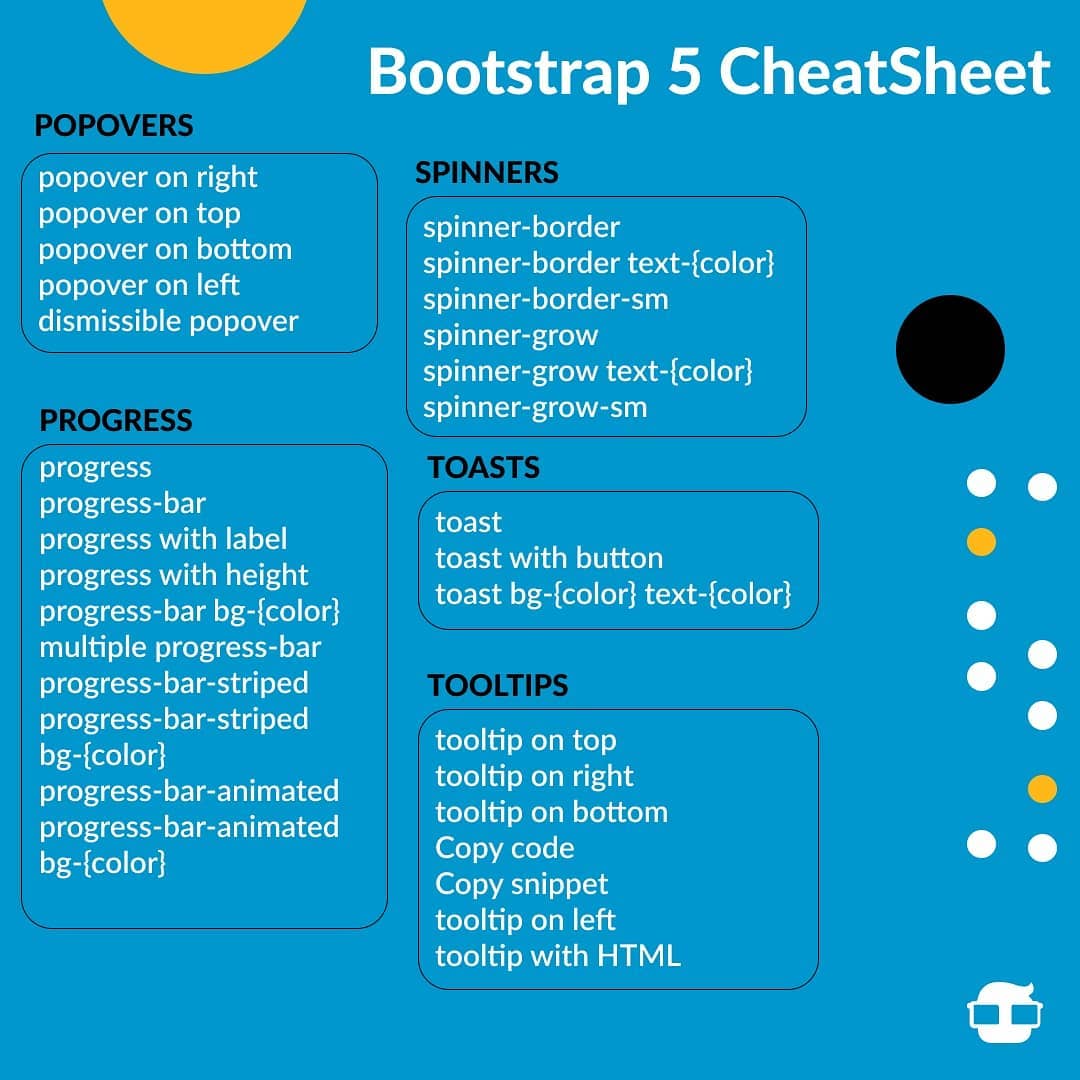 Bootstrap 5 CheatSheet
POPOVERS
popover on right
popover on top
popover on bottom
popover on left
dismissible popover
PROGRESS
progress
progress-bar
progress with label
progress with height
progress-bar bg-{color}
multiple progress-bar
progress-bar-striped
progress-bar-striped
bg-{color}
progress-bar-animated
progress-bar-animated
bg-{color}
SPINNERS
spinner-border
spinner-border text-{color}
spinner-border-sm
spinner-grow
spinner-grow text-{color}
spinner-grow-sm
TOASTS
toast
toast with button
toast bg-{color} text-{color}
TOOLTIPS
tooltip on top
tooltip on right
tooltip on bottom
Copy code
Copy snippet
tooltip on left
tooltip with HTML